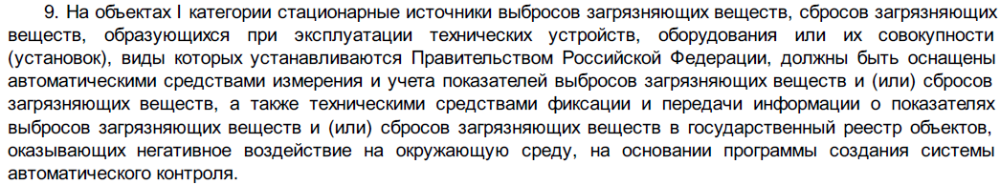 9. На объектах I категории стационарные источники выбросов загрязняющих веществ, сбросов загрязняющих
веществ, образующихся при эксплуатации технических устройств, оборудования или их совокупности
(установок), виды которых устанавливаются Правительством Российской Федерации, должны быть оснащены
автоматическими средствами измерения и учета показателей выбросов загрязняющих веществ и (или) сбросов
загрязняющих веществ, а также техническими средствами фиксации и передачи информации о показателях
выбросов загрязняющих веществ и (или) сбросов загрязняющих веществ в государственный реестр объектов,
оказывающих негативное воздействие на окружающую среду, на основании программы создания системы
автоматического контроля.